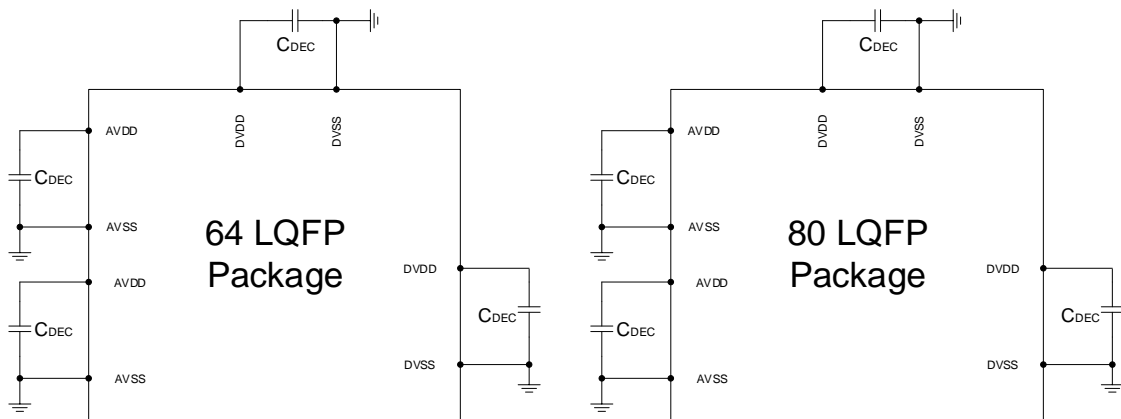 CDEC
DVDD
DVSS
AVDD
CDEC
AVSS
64 LQFP
Package
AVDD
CDEC
AVSS
DVDD
CDEC
DVSS
CDEC
DVDD
DVSS
AVDD
CDEC
AVSS
80 LQFP
Package
AVDD
CDEC
AVSS
DVDD
CDEC
DVSS